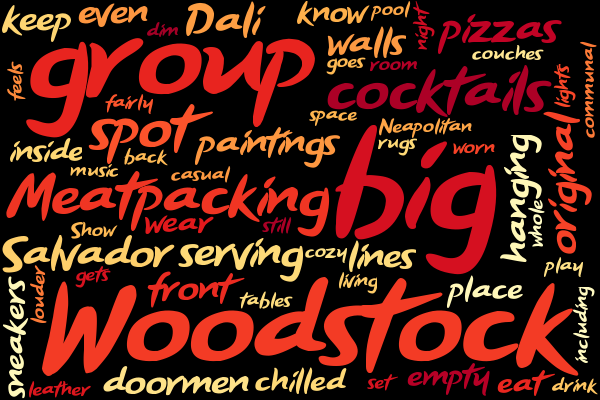 keep
even
Dali
know
pool
night
pizzas
dim
walls
couches
group
goes
room
feels
fairly
cocktails
lights
communal
spot
space
Neapolitan
paintings
rugs
worn
inside
back
music
casual
Meatpacking
big
hanging
whole
original
Show
wear
still
Salvador
serving
cozy
lines
play
gets
living
louder
front
tables
place
sneakers
Woodstock
including
leather
doormen
chilled
set
empty
eat
drink